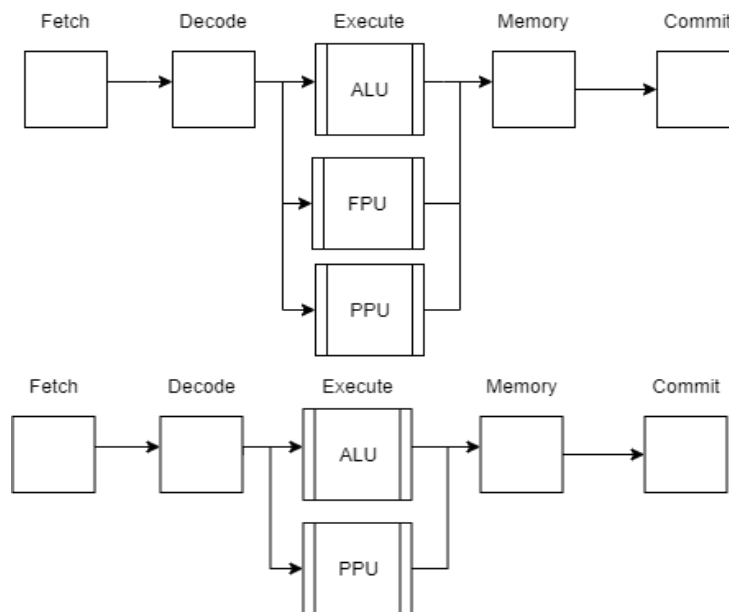 Fetch Decode Execute Memory Commit
ALU
FPU
PPU
Fetch Decode Execute Memory Commit
ALU
PPU